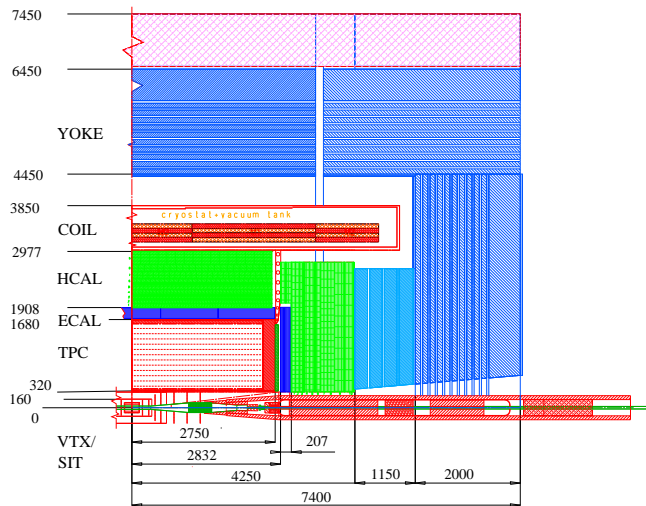 7450
6450
YOKE
4450
3850
cryostat+vacuum tank
COIL
2977
HCAL
1908
ECAL
1680
TPC
320
160
0
VTX/
SIT
2750
207
2832
4250
1150
2000
7400